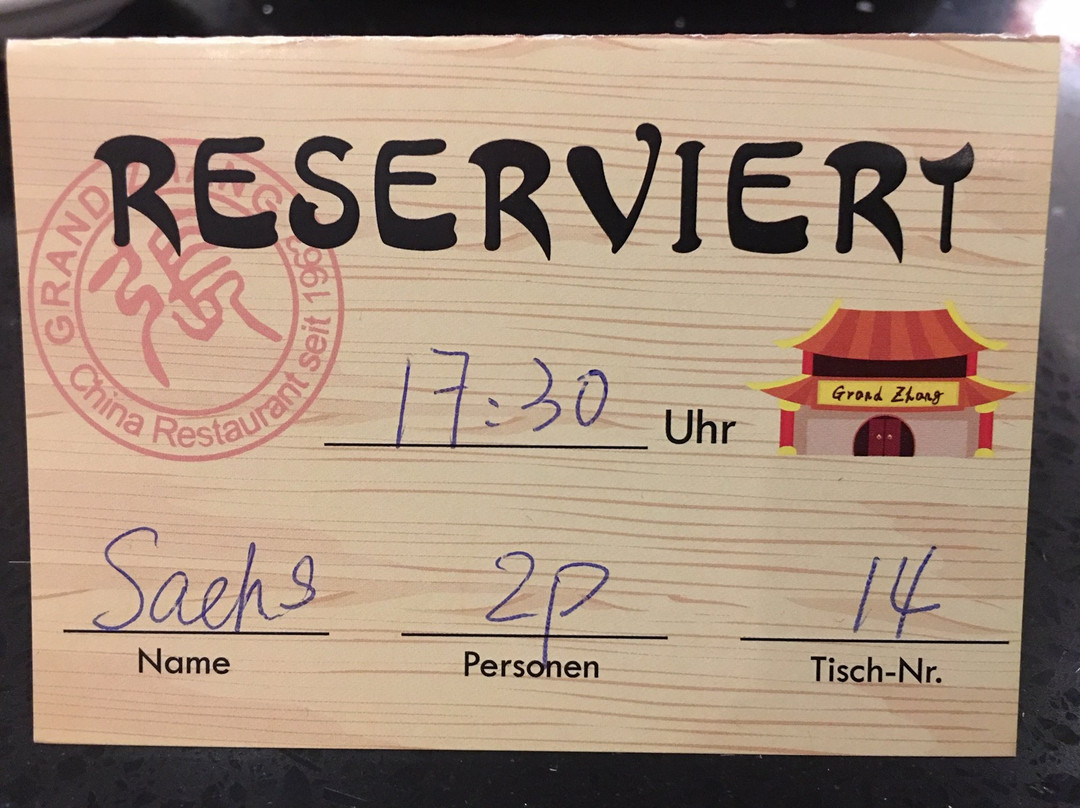 RESERVIERT
GRAND ZHANG
China Restaurant seit 196
17:30 Uhr
Grand Zhang
Saehs 2p 14
Name Personen Tisch-Nr.